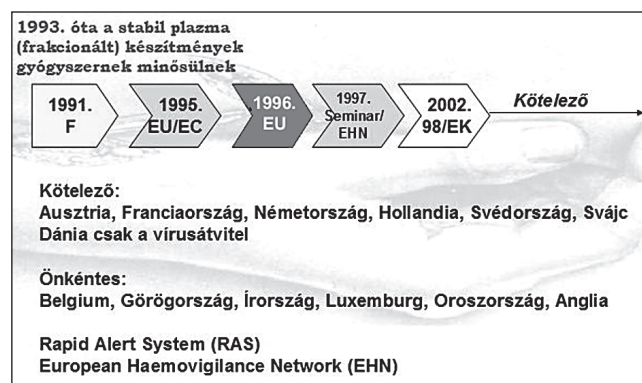 1993. óta a stabil plazma
(frakcionált) készítmények
gyógyszernek minősülnek
1991.
F
1995.
EU/EC
1996.
EU
1997.
Seminar/
EHN
2002.
98/EK
Kötelező
Kötelező:
Ausztria, Franciaország, Németország, Hollandia, Svédország, Svájc
Dánia csak a vírusátvitel
Önkéntes:
Belgium, Görögország, Írország, Luxemburg, Oroszország, Anglia
Rapid Alert System (RAS)
European Haemovigilance Network (EHN)